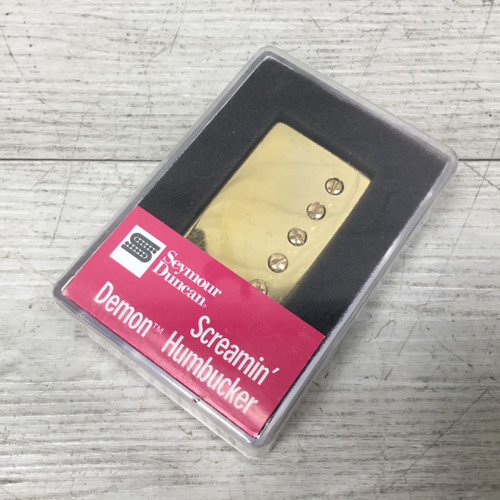 Seymour
Duncan®
Screamin'
Demon™ Humbucker